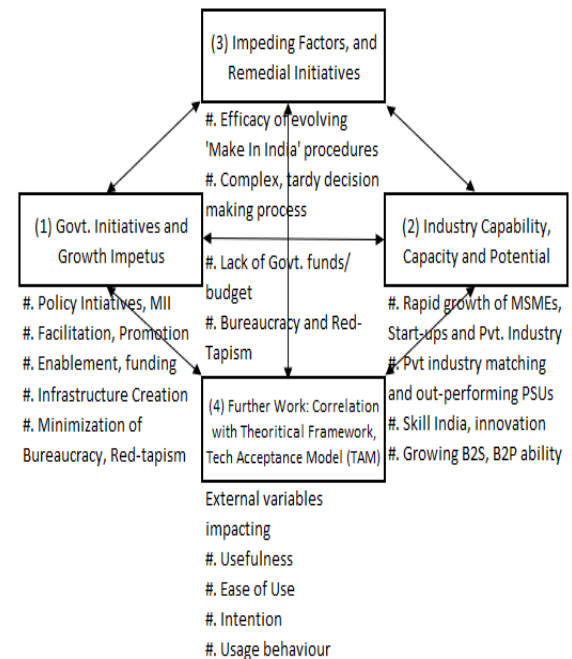 (3) Impeding Factors, and
Remedial Initiatives
#. Efficacy of evolving
'Make In India' procedures
#. Complex, tardy decision
making process
(1) Govt. Initiatives and
Growth Impetus
(2) Industry Capability,
Capacity and Potential
#. Lack of Govt. funds/
budget
#. Bureaucracy and Red-
Tapism
#. Policy Intiatives, MII
#. Facilitation, Promotion
#. Enablement, funding
#. Infrastructure Creation
#. Minimization of
Bureaucracy, Red-tapism
#. Rapid growth of MSMEs,
Start-ups and Pvt. Industry
#. Pvt industry matching
and out-performing PSUs
#. Skill India, innovation
#. Growing B2S, B2P ability
(4) Further Work: Correlation
with Theoritical Framework,
Tech Acceptance Model (TAM)
External variables
impacting
#. Usefulness
#. Ease of Use
#. Intention
#. Usage behaviour